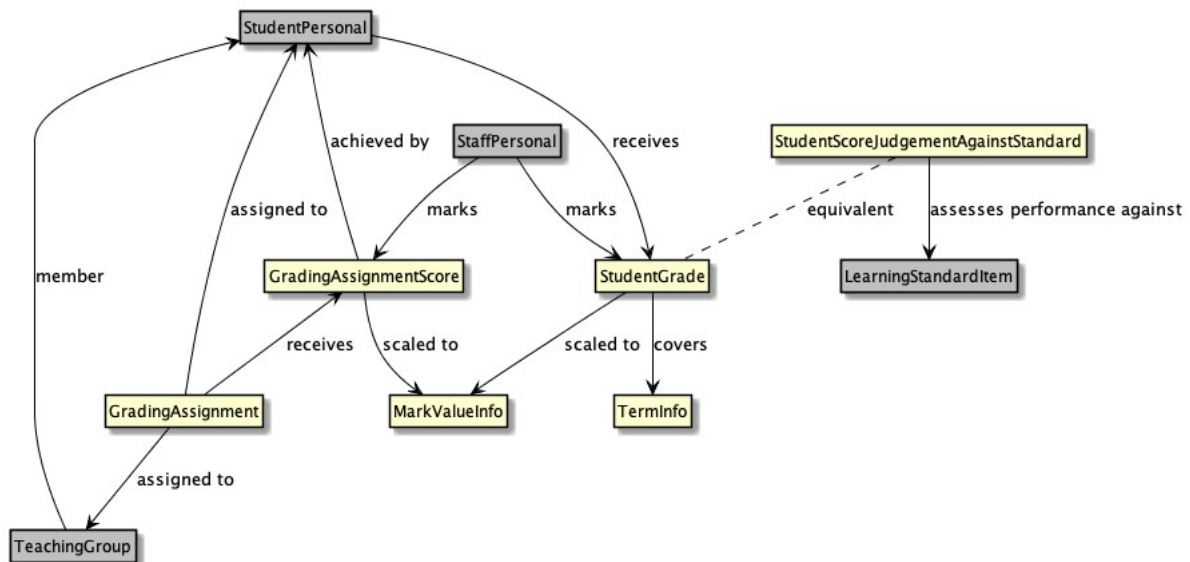 StudentPersonal
achieved by
StaffPersonal
receives
StudentScoreJudgementAgainstStandard
assigned to
marks
marks
equivalent
assesses performance against
member
GradingAssignmentScore
StudentGrade
LearningStandardItem
receives
scaled to
scaled to
covers
GradingAssignment
MarkValueInfo
TermInfo
assigned to
TeachingGroup